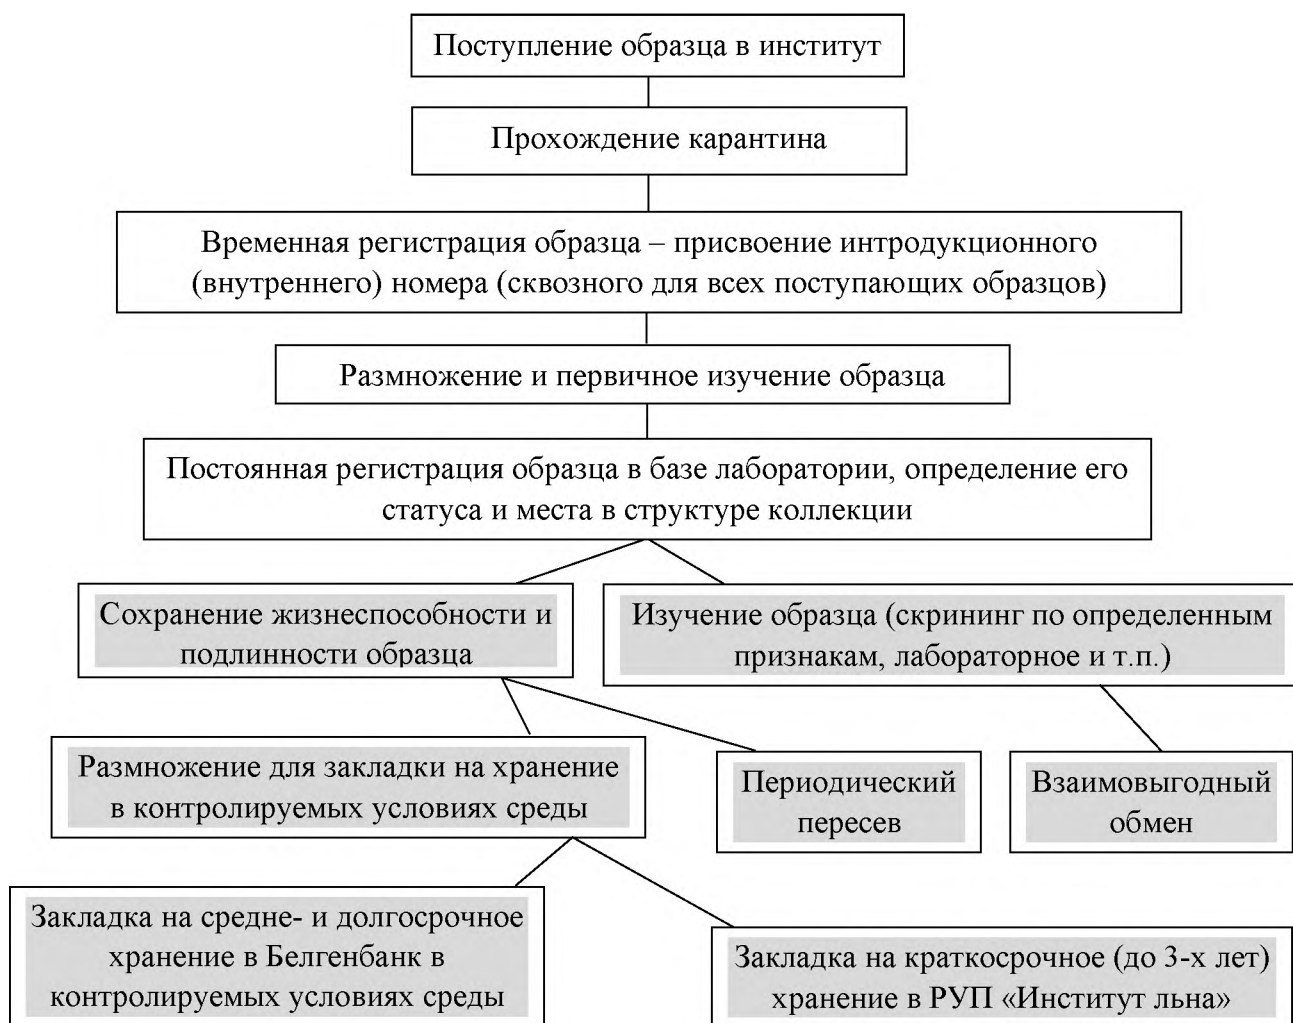 Поступление образца в институт
Прохождение карантина
Временная регистрация образца – присвоение интродукционного
(внутреннего) номера (сквозного для всех поступающих образцов)
Размножение и первичное изучение образца
Постоянная регистрация образца в базе лаборатории, определение его
статуса и места в структуре коллекции
Сохранение жизнеспособности и
подлинности образца
Изучение образца (скрининг по определенным
признакам, лабораторное и т.п.)
Размножение для закладки на хранение
в контролируемых условиях среды
Периодический
пересев
Взаимовыгодный
обмен
Закладка на средне- и долгосрочное
хранение в Белгенбанк в
контролируемых условиях среды
Закладка на краткосрочное (до 3-х лет)
хранение в РУП «Институт льна»